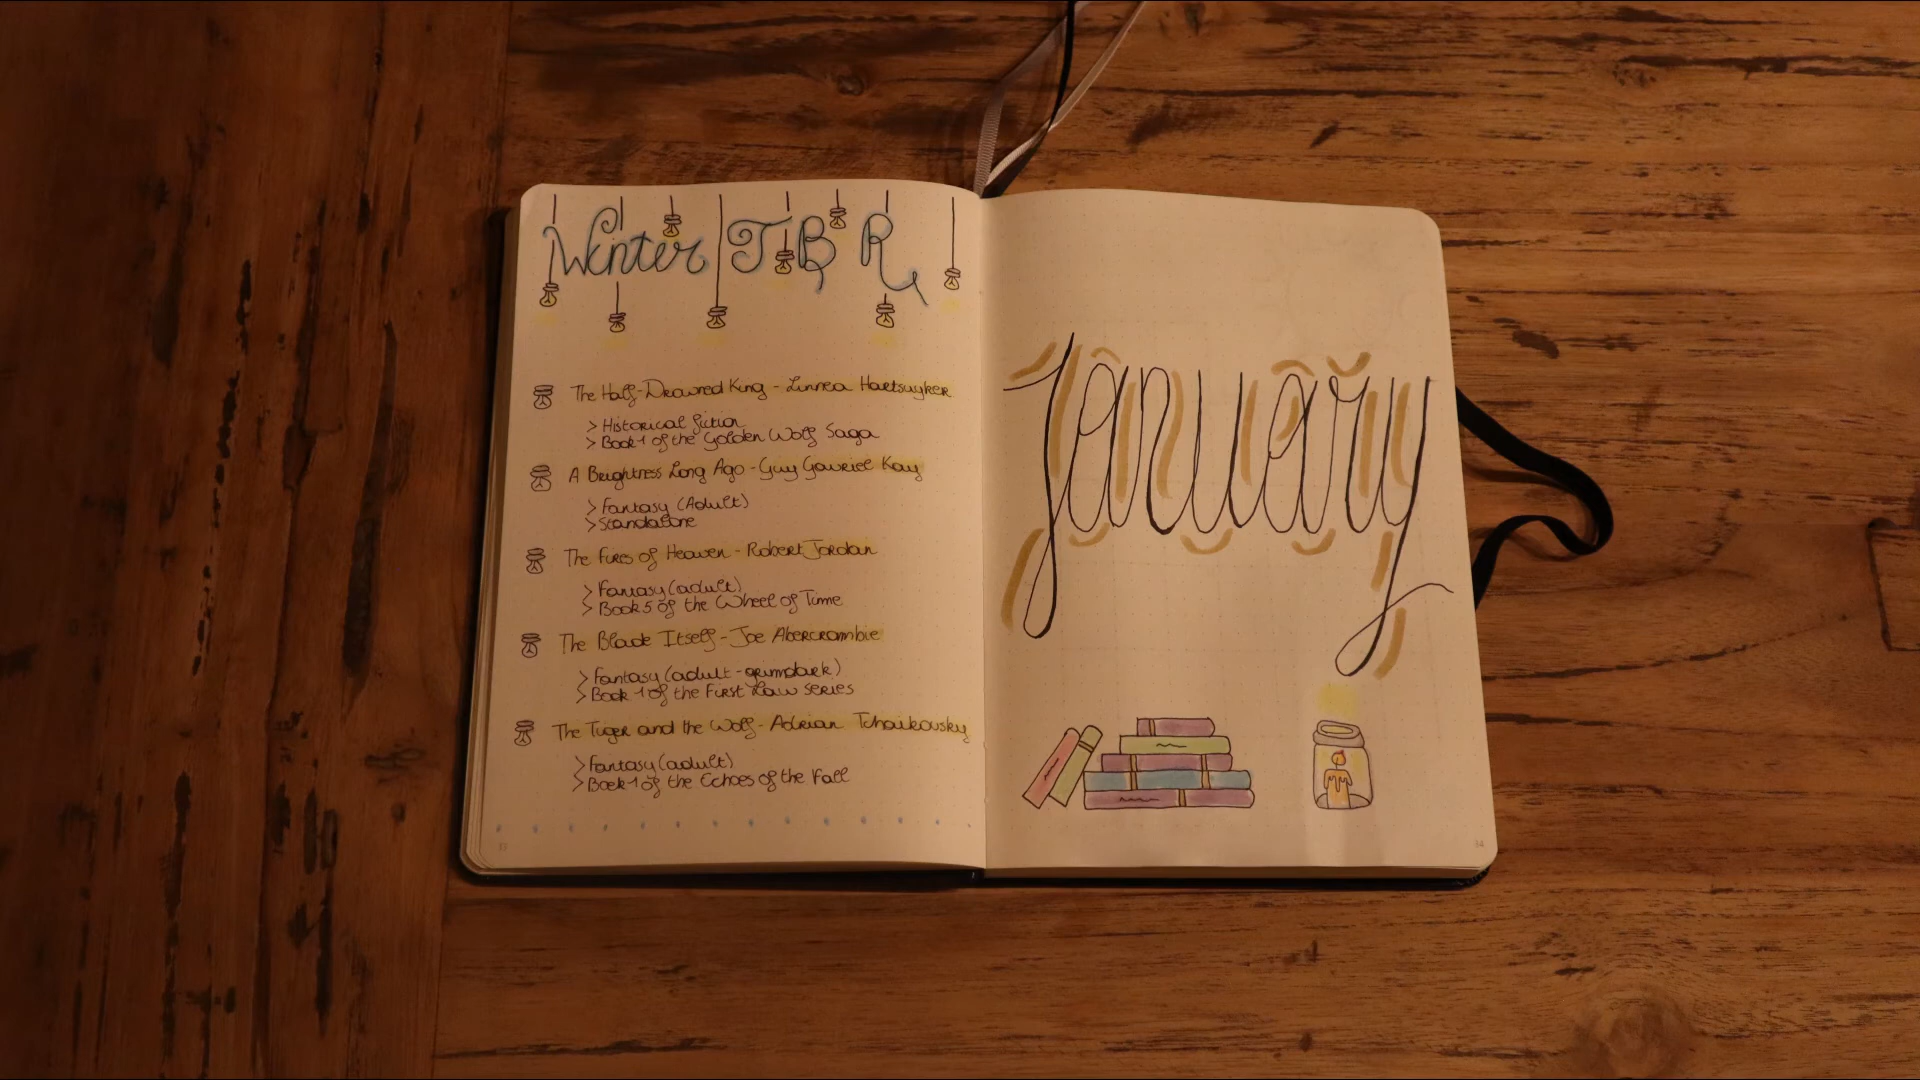 Winter TBR
The Half-Drowned King - Linnea Hartsuyker
> Historical fiction
> Book 1 of the Golden Wolf Saga
A Brightness Long Ago - Guy Gavriel Kay
> Fantasy (Adult)
> Standalone
The Fires of Heaven - Robert Jordan
> Fantasy (adult)
> Book 5 of the Wheel of Time
The Blade Itself - Joe Abercrombie
> Fantasy (adult - grimdark)
> Book 1 of the First Law series
The Tiger and the Wolf - Adrian Tchaikovsky
> Fantasy (adult)
> Book 1 of the Echoes of the Fall
January
14